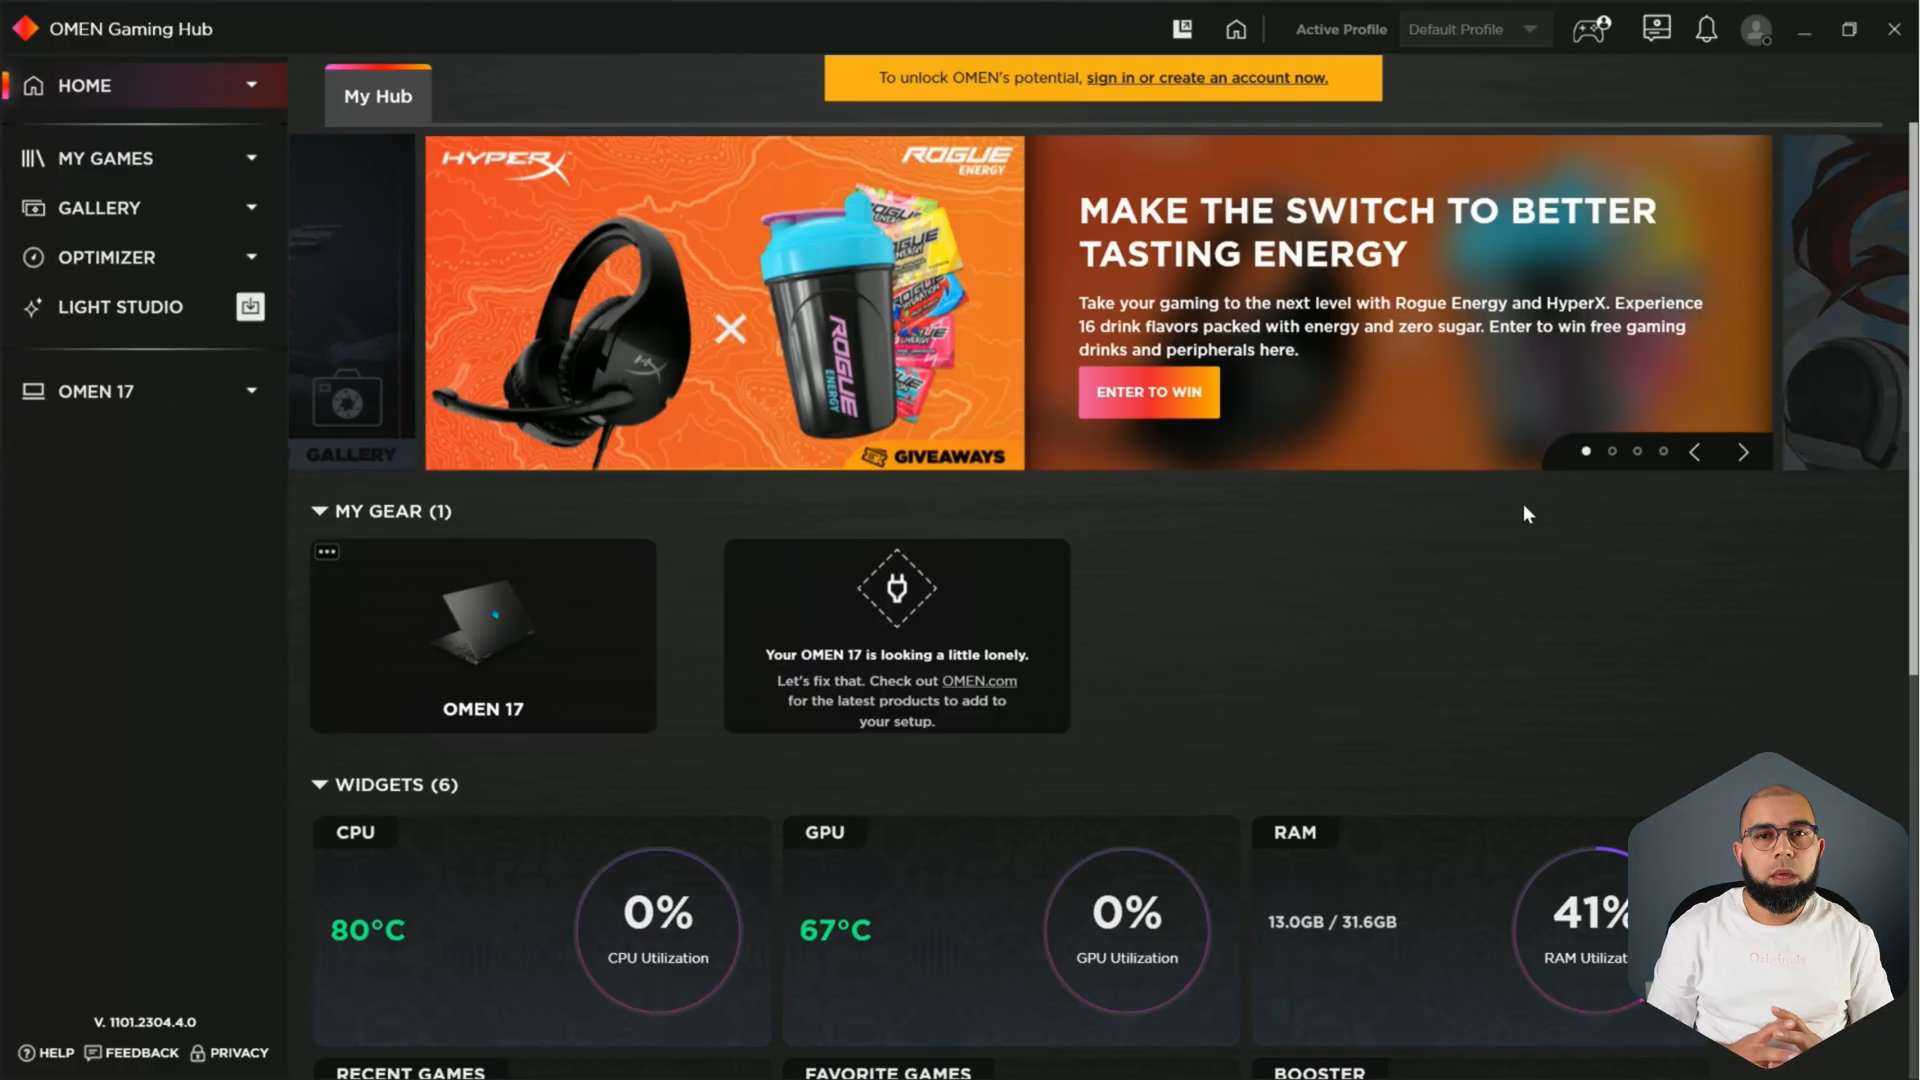 OMEN Gaming Hub
Active Profile
Default Profile
HOME
MY GAMES
GALLERY
OPTIMIZER
LIGHT STUDIO
OMEN 17
My Hub
To unlock OMEN's potential, sign in or create an account now.
GALLERY
HYPERX
ROGUE
ENERGY
ROGUE
ENERGY
GIVEAWAYS
MAKE THE SWITCH TO BETTER
TASTING ENERGY
Take your gaming to the next level with Rogue Energy and HyperX. Experience
16 drink flavors packed with energy and zero sugar. Enter to win free gaming
drinks and peripherals here.
ENTER TO WIN
MY GEAR (1)
OMEN 17
Your OMEN 17 is looking a little lonely.
Let's fix that. Check out OMEN.com
for the latest products to add to
your setup.
WIDGETS (6)
CPU
80°C
0%
CPU Utilization
GPU
67°C
0%
GPU Utilization
RAM
13.0GB / 31.6GB
41%
RAM Utilizat
Originals
RECENT GAMES
FAVORITE GAMES
BOOSTER
V. 1101.2304.4.0
HELP
FEEDBACK
PRIVACY